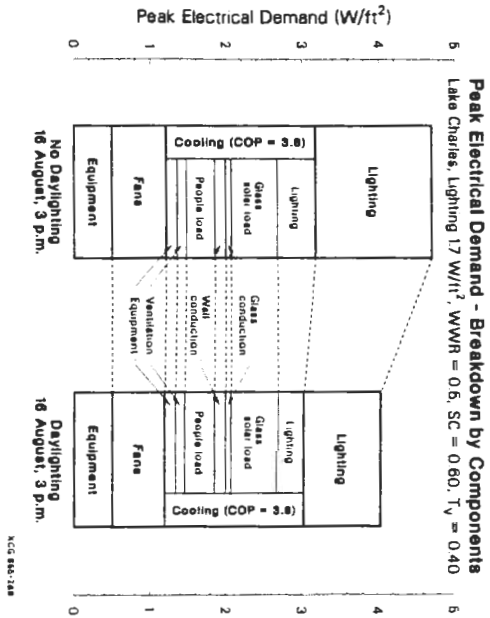 Peak Electrical Demand - Breakdown by Components
Lake Charles, Lighting 1.7 W/ft², WWR = 0.5, SC = 0.60, Tv = 0.40
Peak Electrical Demand (W/ft²)
5
4
3
2
1
0
Lighting
Cooling (COP = 3.8)
Lighting
Glass
solar load
People load
Fans
Equipment
No Daylighting
16 August, 3 p.m.
Glass
conduction
Wall
conduction
Ventilation
Equipment
Lighting
Lighting
Glass
solar load
People load
Cooling (COP = 3.8)
Fans
Equipment
Daylighting
16 August, 3 p.m.
5
4
3
2
1
0